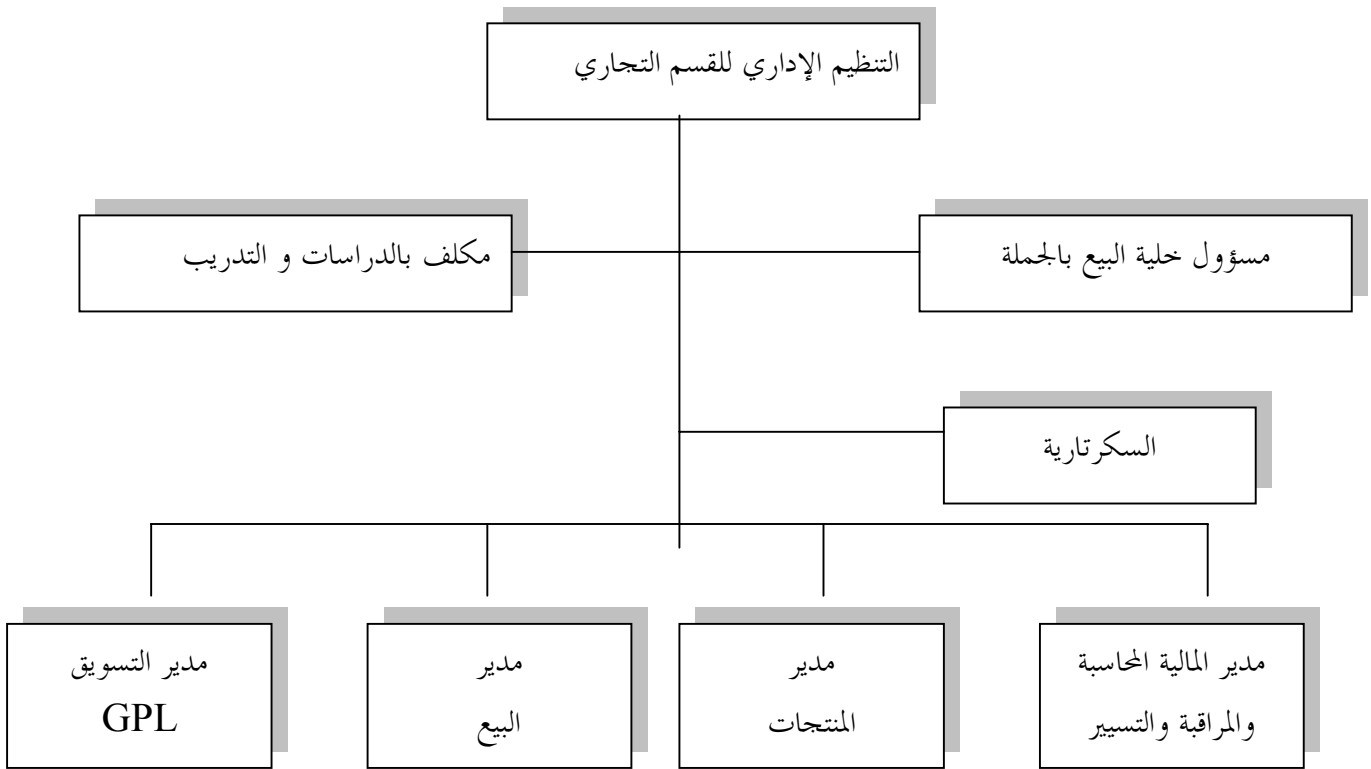 التنظيم الإداري للقسم التجاري
مسؤول خلية البيع بالجملة
مكلف بالدراسات و التدريب
السكرتارية
مدير المالية المحاسبة
والمراقبة والتسيير
مدير
المنتجات
مدير
البيع
مدير التسويق
GPL